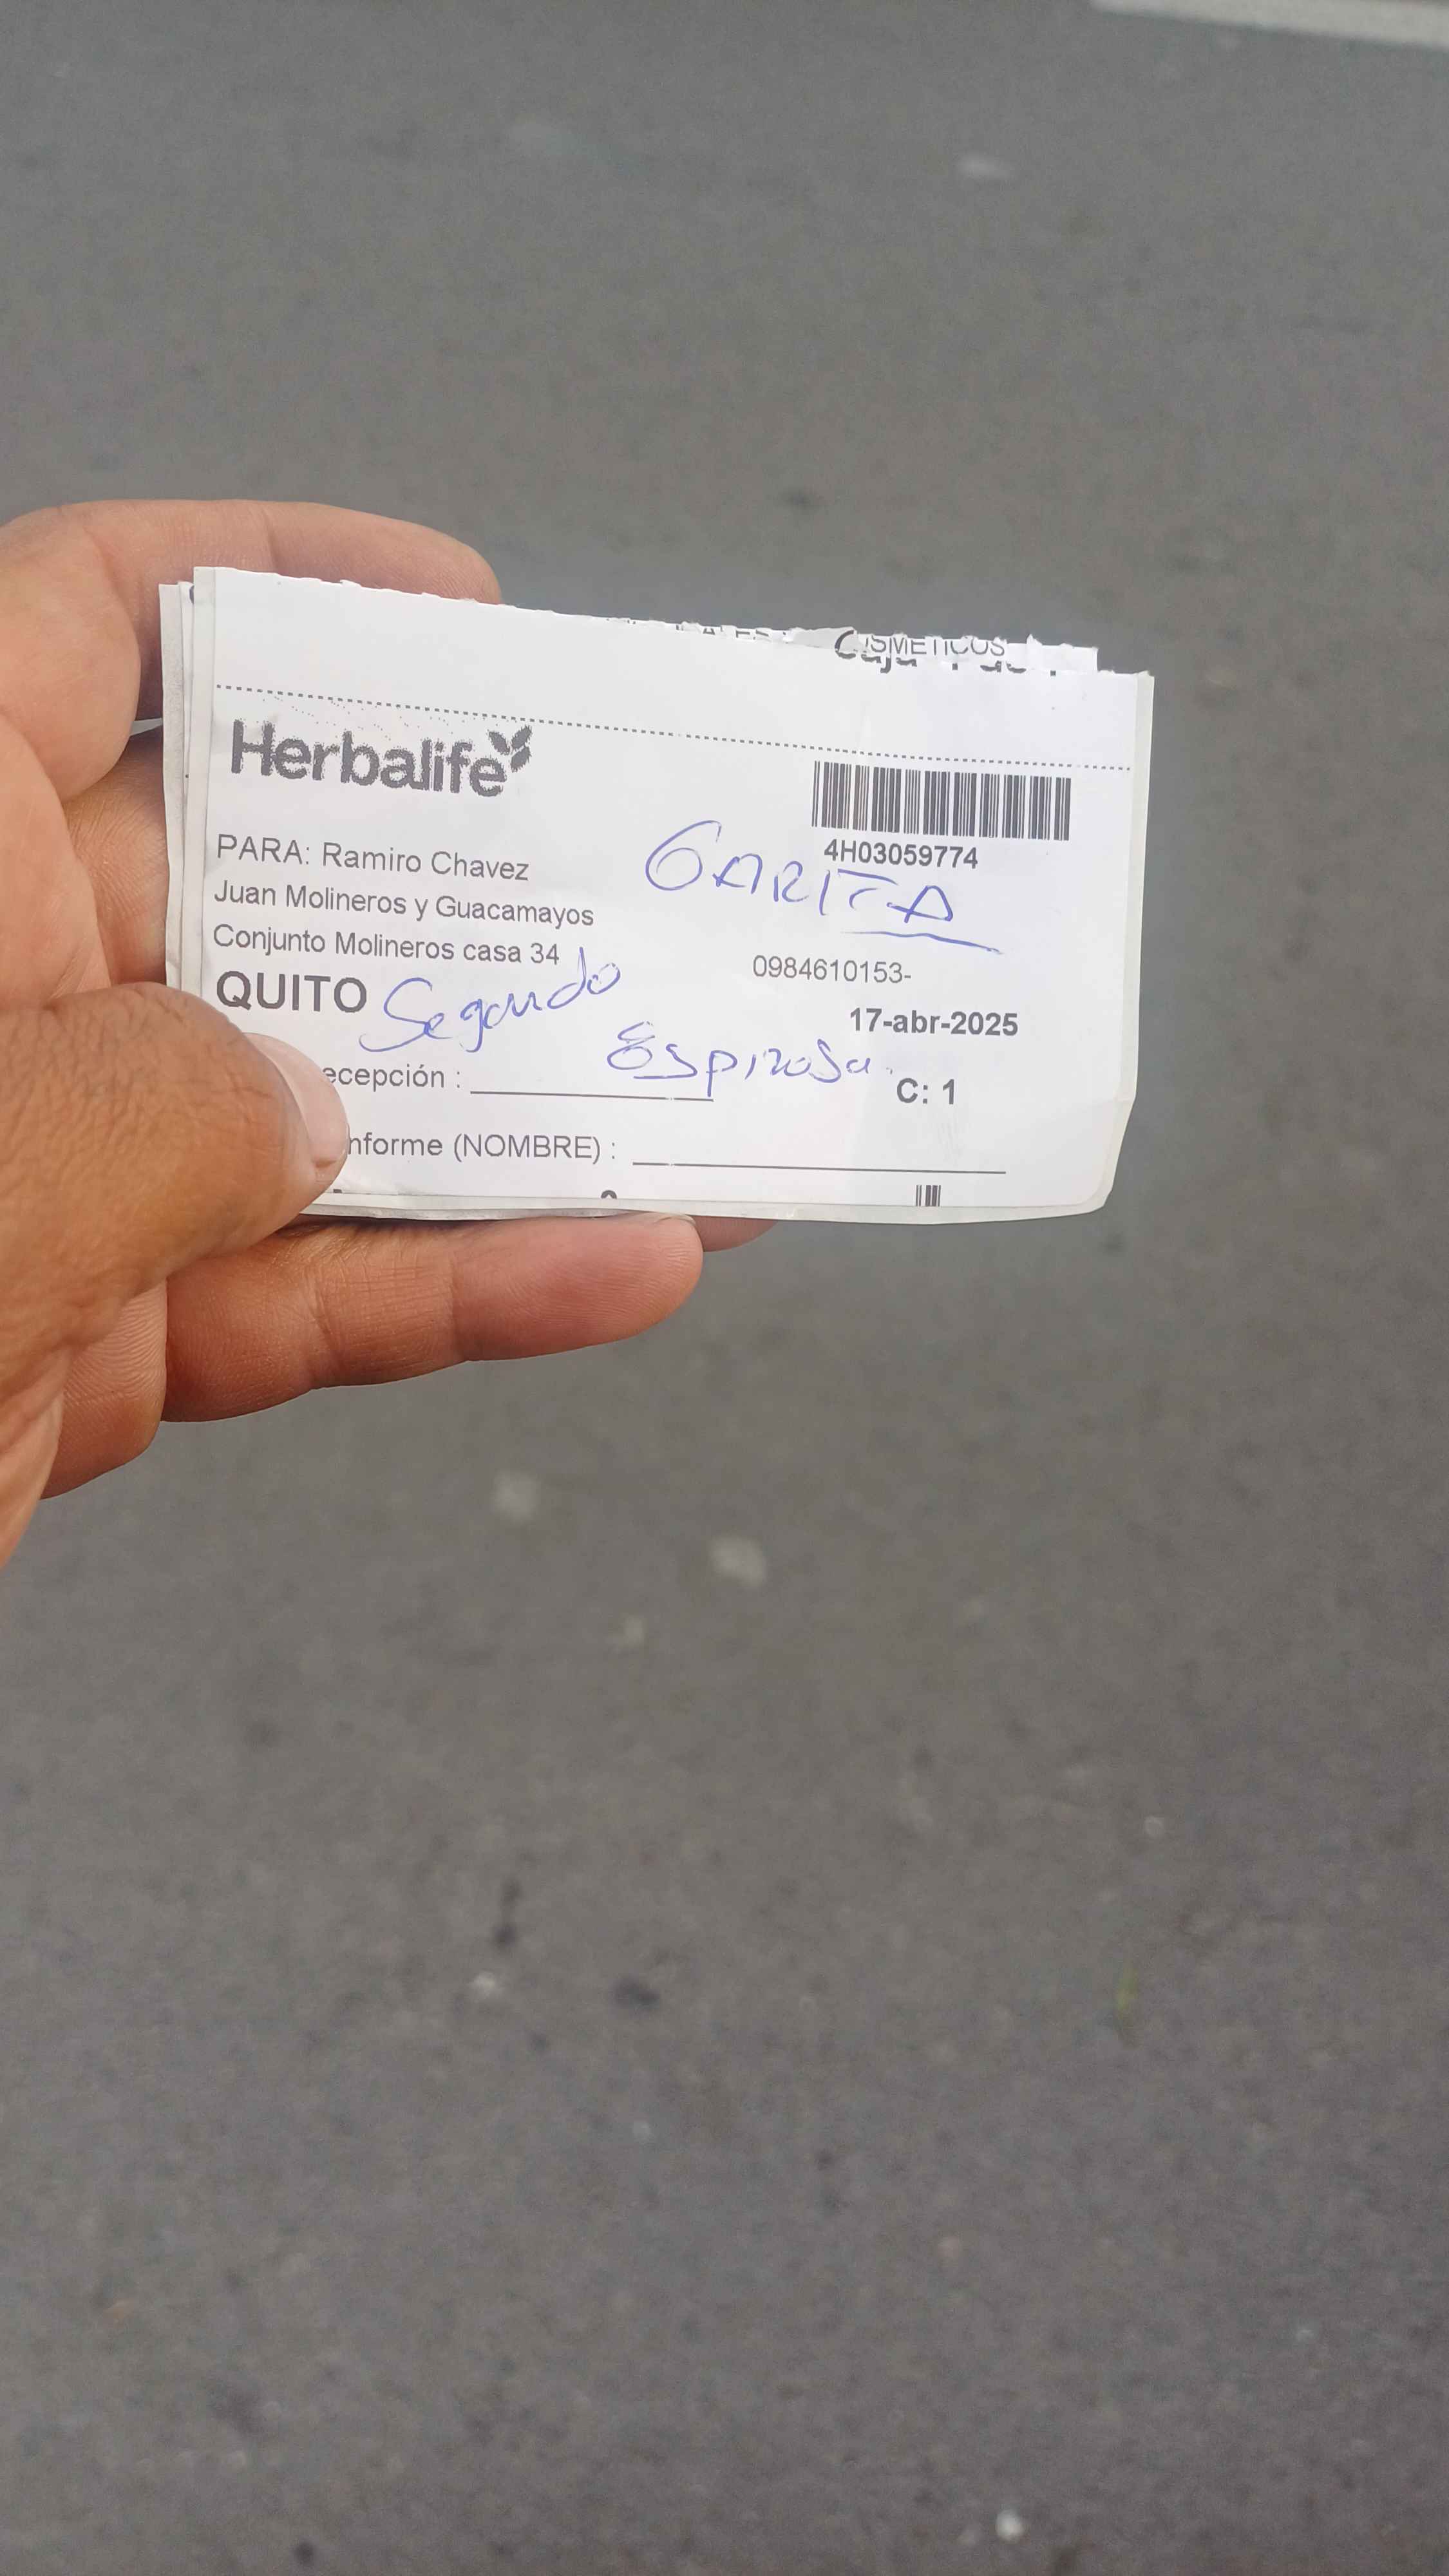 COSMETICOS
Herbalife
4H03059774
GARITA
PARA: Ramiro Chavez
Juan Molineros y Guacamayos
Conjunto Molineros casa 34
0984610153-
QUITO
Segundo
Espinosa
17-abr-2025
ecepción :
C: 1
nforme (NOMBRE) :